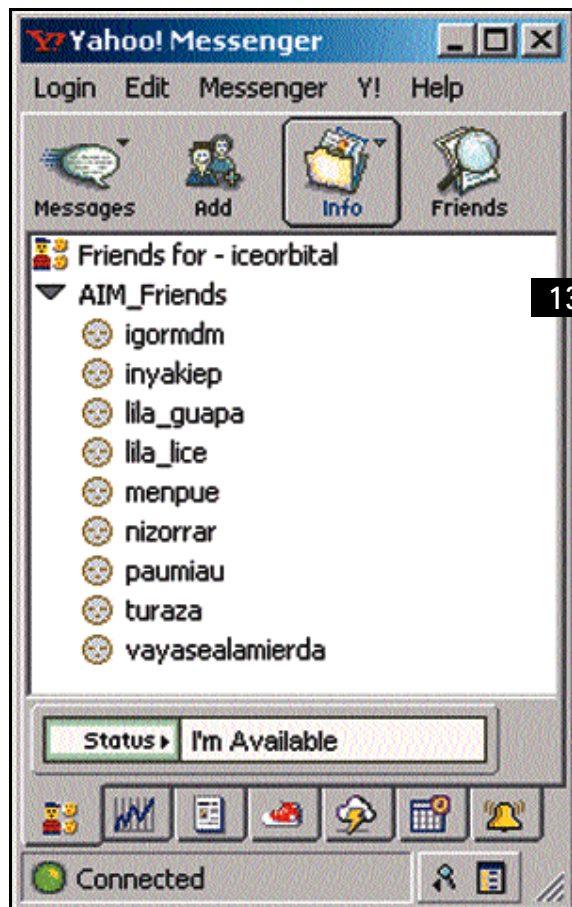 Yahoo! Messenger
Login Edit Messenger Y! Help
Messages Add Info Friends
Friends for - iceorbital
AIM_Friends
13
igormdm
inyakiep
lila_guapa
lila_lice
menpue
nizorrar
paumiau
turaza
vayasealamierda
Status I'm Available
Connected